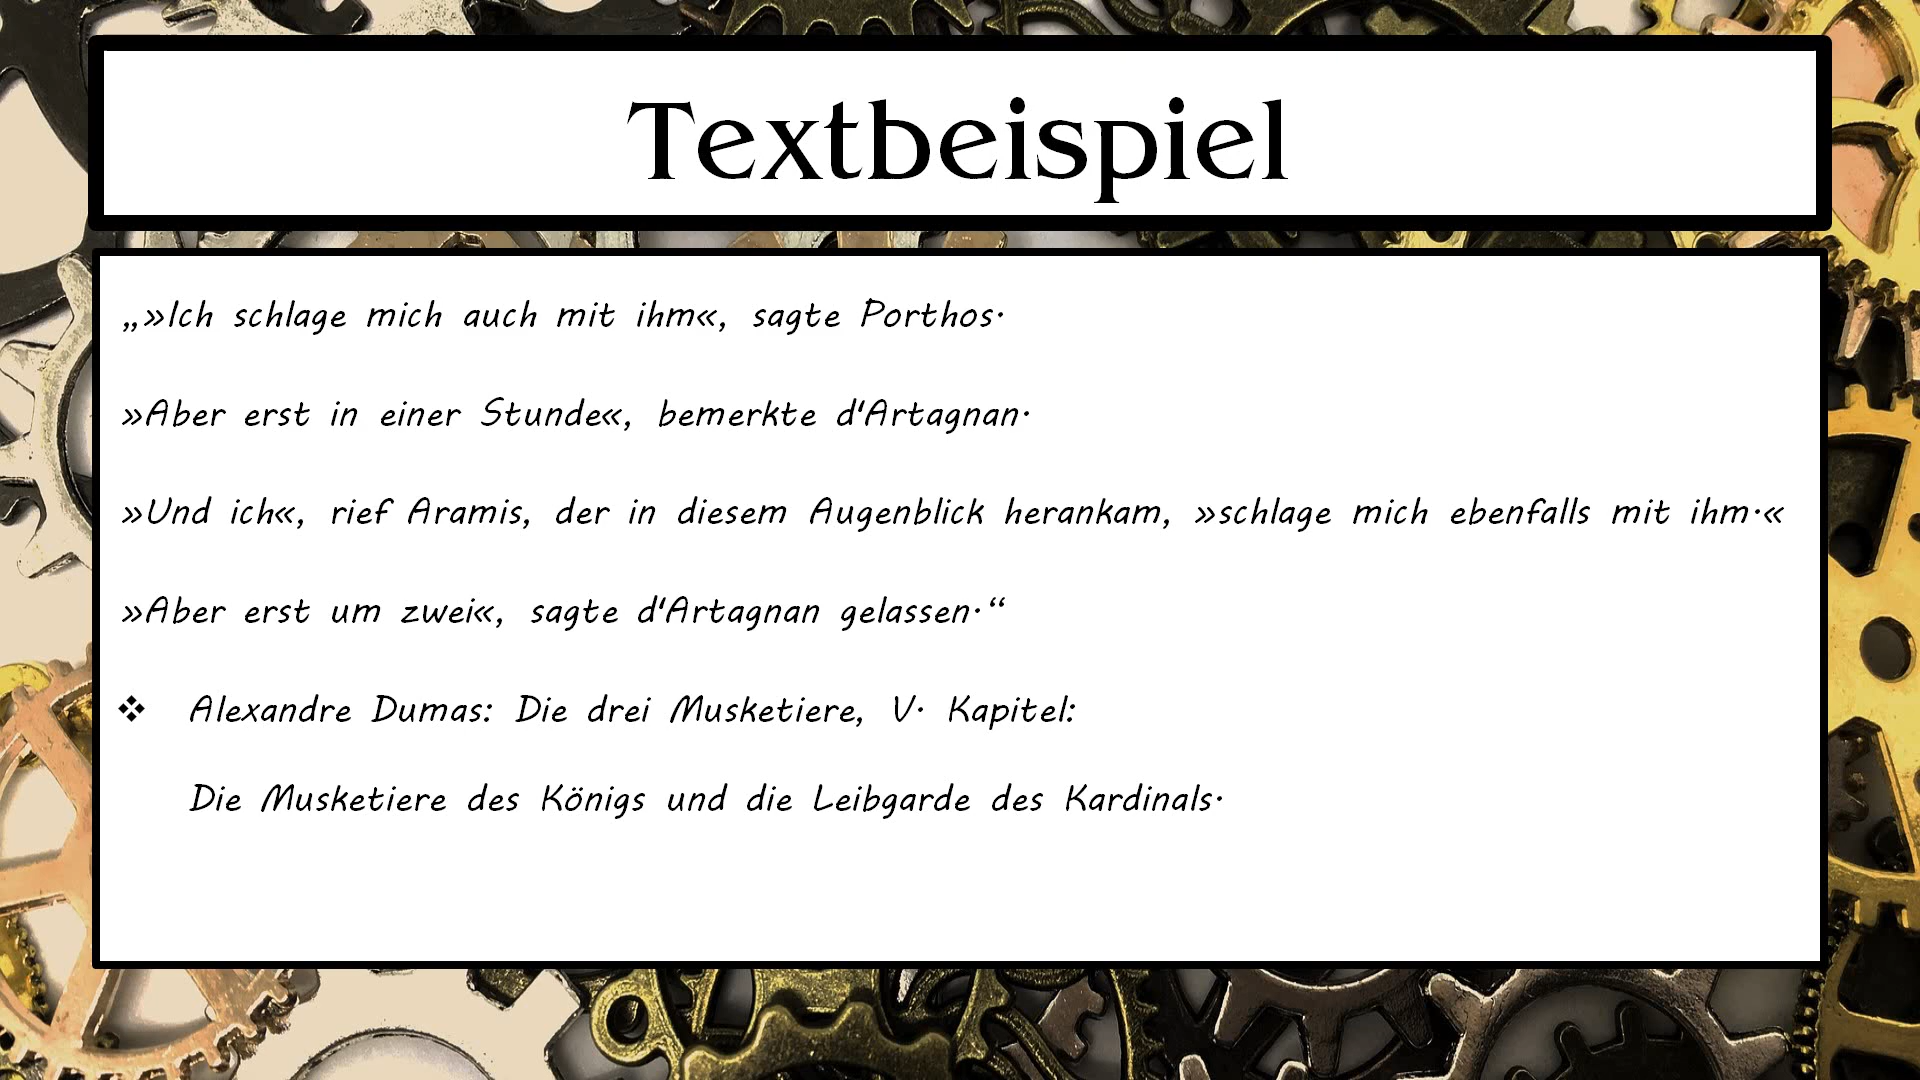 Textbeispiel
„»Ich schlage mich auch mit ihm«, sagte Porthos.
»Aber erst in einer Stunde«, bemerkte d'Artagnan.
»Und ich«, rief Aramis, der in diesem Augenblick herankam, »schlage mich ebenfalls mit ihm.«
»Aber erst um zwei«, sagte d'Artagnan gelassen.“
❖ Alexandre Dumas: Die drei Musketiere, V. Kapitel:
Die Musketiere des Königs und die Leibgarde des Kardinals.